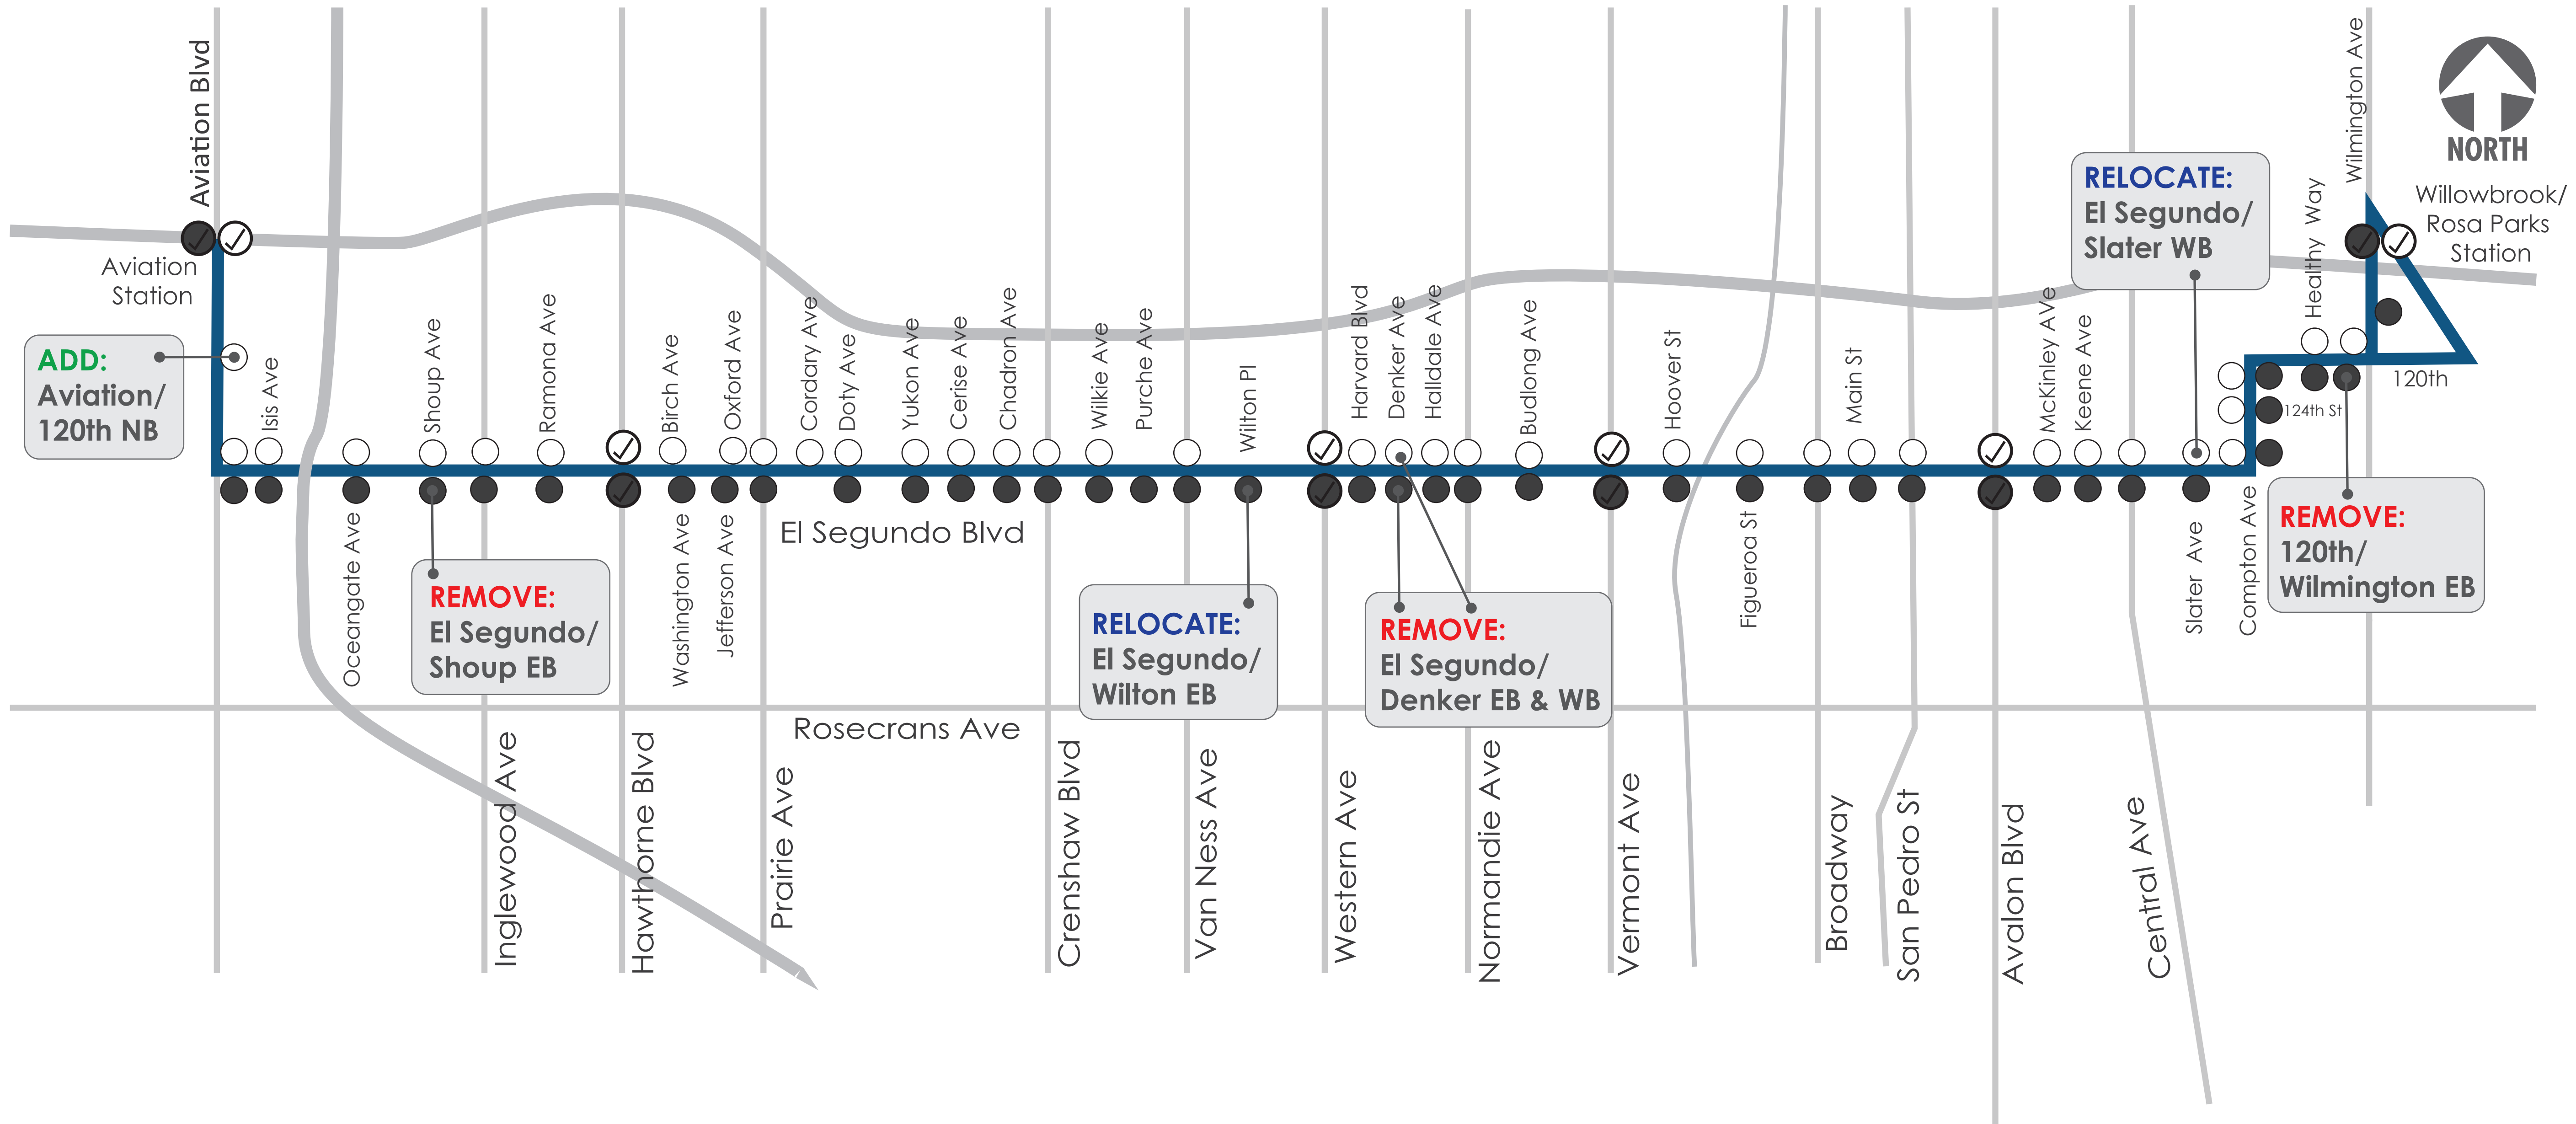 Aviation Blvd
Wilmington Ave
NORTH
Willowbrook/
Rosa Parks
Station
RELOCATE:
El Segundo/
Slater WB
Healthy Way
Aviation
Station
ADD:
Aviation/
120th NB
Isis Ave
Shoup Ave
Ramona Ave
Birch Ave
Oxford Ave
Cordary Ave
Doty Ave
Yukon Ave
Cerise Ave
Chadron Ave
Wilkie Ave
Purche Ave
Wilton Pl
Harvard Blvd
Denker Ave
Halldale Ave
Budlong Ave
Hoover St
Main St
McKinley Ave
Keene Ave
120th
124th St
El Segundo Blvd
Oceangate Ave
Washington Ave
Jefferson Ave
Figueroa St
Slater Ave
Compton Ave
REMOVE:
El Segundo/
Shoup EB
RELOCATE:
El Segundo/
Wilton EB
REMOVE:
El Segundo/
Denker EB & WB
REMOVE:
120th/
Wilmington EB
Rosecrans Ave
Inglewood Ave
Hawthorne Blvd
Prairie Ave
Crenshaw Blvd
Van Ness Ave
Western Ave
Normandie Ave
Vermont Ave
Broadway
San Pedro St
Avalon Blvd
Central Ave